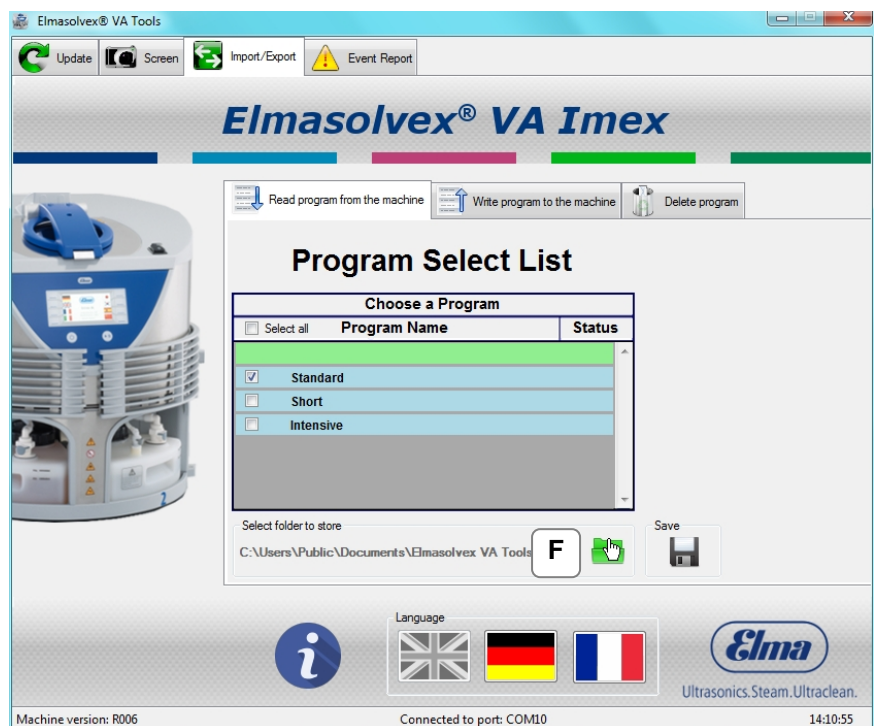 Elmasolvex® VA Tools
Update Screen Import/Export Event Report
Elmasolvex® VA Imex
Read program from the machine Write program to the machine Delete program
Program Select List
Choose a Program
Select all Program Name Status
Standard
Short
Intensive
Select folder to store Save
C:\Users\Public\Documents\Elmasolvex VA Tools F
Language
i
Elma
Ultrasonics.Steam.Ultraclean.
Machine version: R006 Connected to port: COM10 14:10:55
2